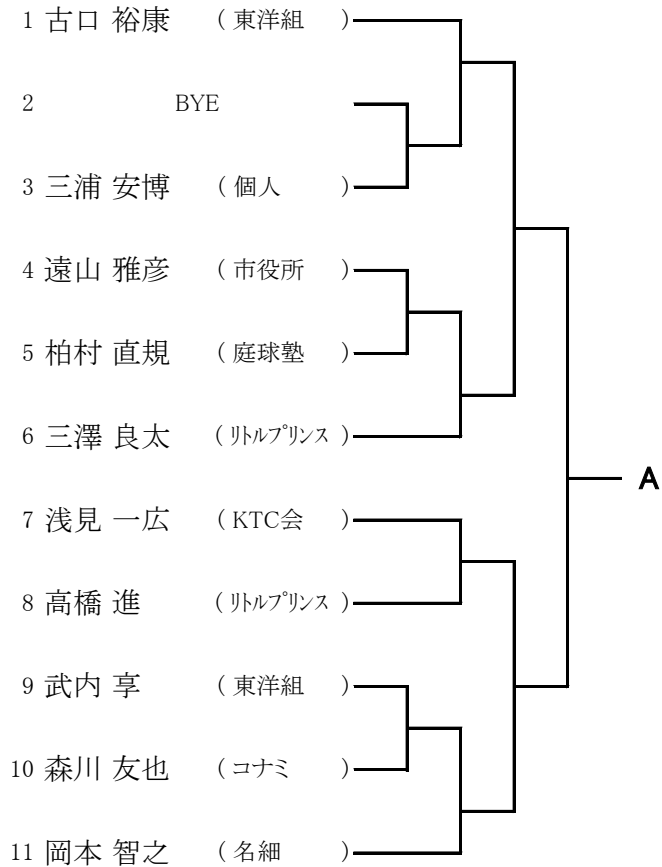 1 古口 裕康 ( 東洋組 )
2 BYE
3 三浦 安博 ( 個人 )
4 遠山 雅彦 ( 市役所 )
5 柏村 直規 ( 庭球塾 )
6 三澤 良太 ( ﾘﾄﾙﾌﾟﾘﾝｽ )
A
7 浅見 一広 ( KTC会 )
8 高橋 進 ( ﾘﾄﾙﾌﾟﾘﾝｽ )
9 武内 享 ( 東洋組 )
10 森川 友也 ( コナミ )
11 岡本 智之 ( 名細 )